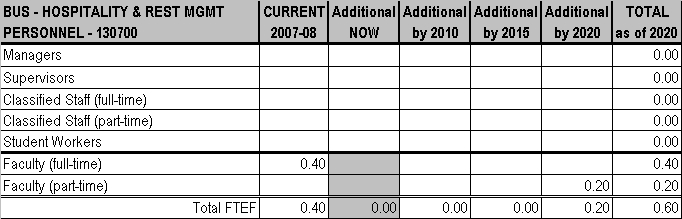 BUS - HOSPITALITY & REST MGMT CURRENT Additional Additional Additional Additional TOTAL
PERSONNEL - 130700 2007-08 NOW by 2010 by 2015 by 2020 as of 2020
Managers 0.00
Supervisors 0.00
Classified Staff (full-time) 0.00
Classified Staff (part-time) 0.00
Student Workers 0.00
Faculty (full-time) 0.40 0.40
Faculty (part-time) 0.20 0.20
Total FTEF 0.40 0.00 0.00 0.00 0.20 0.60